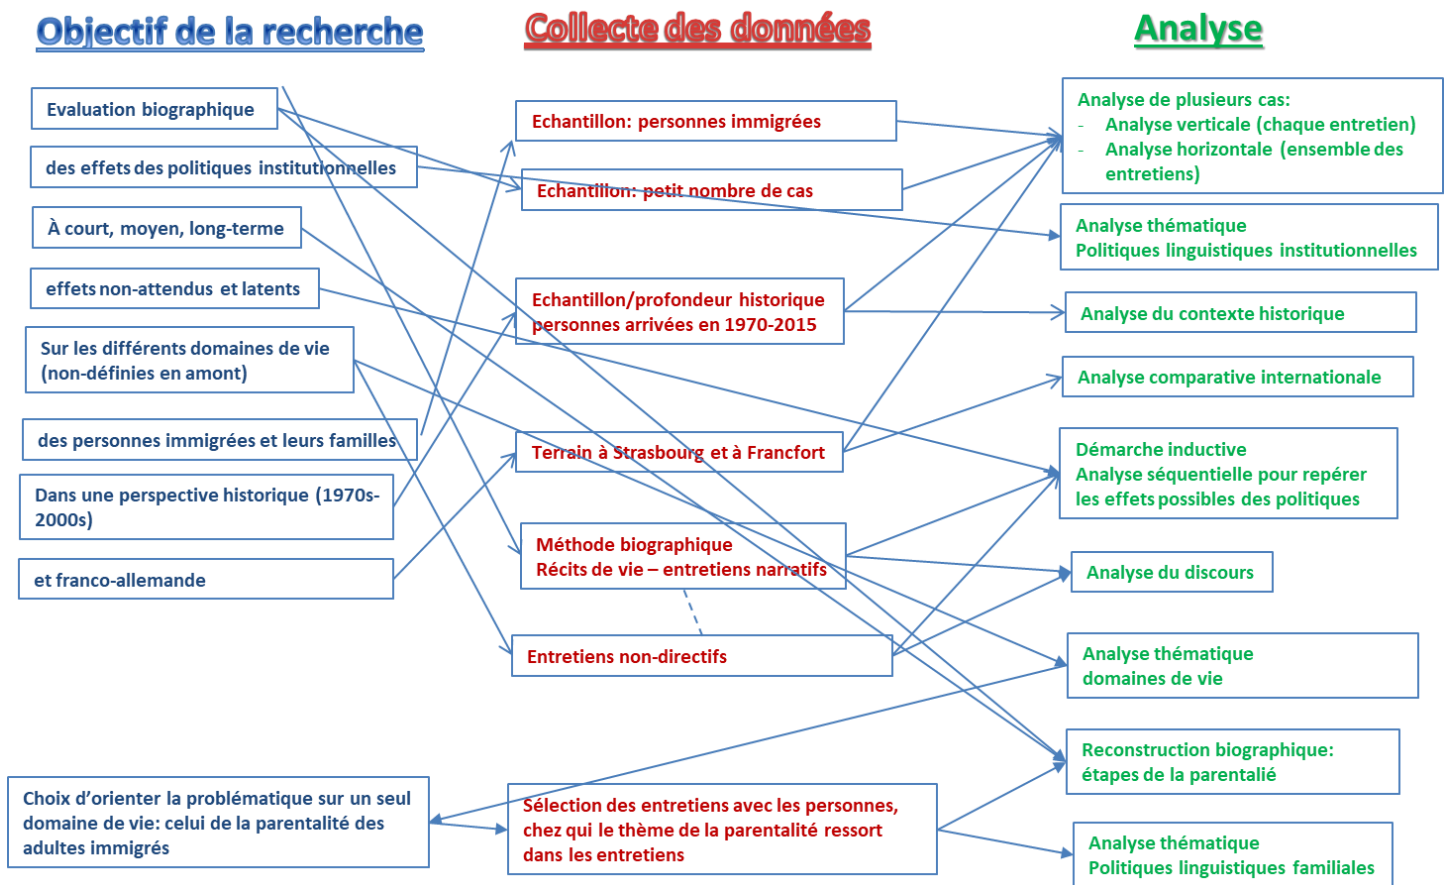 Objectif de la recherche
Collecte des données
Analyse
Evaluation biographique
des effets des politiques institutionnelles
À court, moyen, long-terme
effets non-attendus et latents
Sur les différents domaines de vie
(non-définies en amont)
des personnes immigrées et leurs familles
Dans une perspective historique (1970s-
2000s)
et franco-allemande
Choix d'orienter la problématique sur un seul
domaine de vie: celui de la parentalité des
adultes immigrés
Echantillon: personnes immigrées
Echantillon: petit nombre de cas
Echantillon/profondeur historique
personnes arrivées en 1970-2015
Terrain à Strasbourg et à Francfort
Méthode biographique
Récits de vie – entretiens narratifs
Entretiens non-directifs
Sélection des entretiens avec les personnes,
chez qui le thème de la parentalité ressort
dans les entretiens
Analyse de plusieurs cas:
- Analyse verticale (chaque entretien)
- Analyse horizontale (ensemble des
entretiens)
Analyse thématique
Politiques linguistiques institutionnelles
Analyse du contexte historique
Analyse comparative internationale
Démarche inductive
Analyse séquentielle pour repérer
les effets possibles des politiques
Analyse du discours
Analyse thématique
domaines de vie
Reconstruction biographique:
étapes de la parentalié
Analyse thématique
Politiques linguistiques familiales